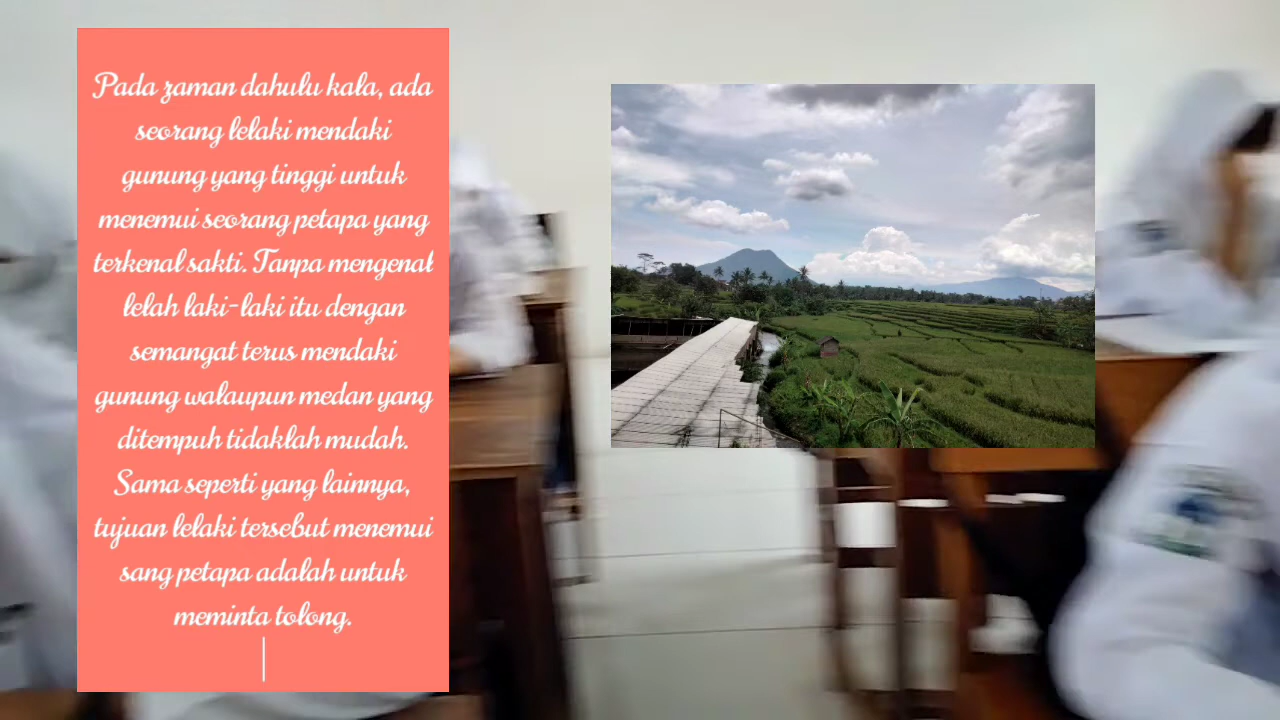 Pada zaman dahulu kala, ada
seorang lelaki mendaki
gunung yang tinggi untuk
menemui seorang petapa yang
terkenal sakti. Tanpa mengenal
lelah laki-laki itu dengan
semangat terus mendaki
gunung walaupun medan yang
ditempuh tidaklah mudah.
Sama seperti yang lainnya,
tujuan lelaki tersebut menemui
sang petapa adalah untuk
meminta tolong.